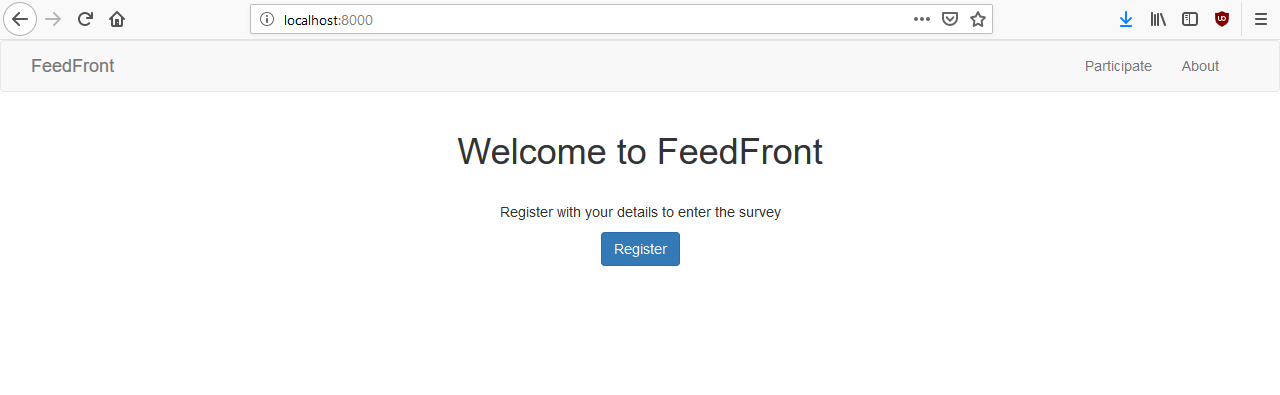 localhost:8000
FeedFront Participate About
Welcome to FeedFront
Register with your details to enter the survey
Register